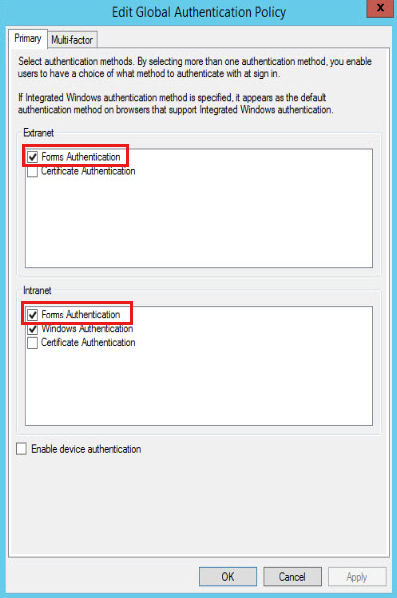 Edit Global Authentication Policy
x
Primary
Multi-factor
Select authentication methods. By selecting more than one authentication method, you enable
users to have a choice of what method to authenticate with at sign in.
If Integrated Windows authentication method is specified, it appears as the default
authentication method on browsers that support Integrated Windows authentication.
Extranet
Forms Authentication
Certificate Authentication
Intranet
Forms Authentication
Windows Authentication
Certificate Authentication
Enable device authentication
OK
Cancel
Apply